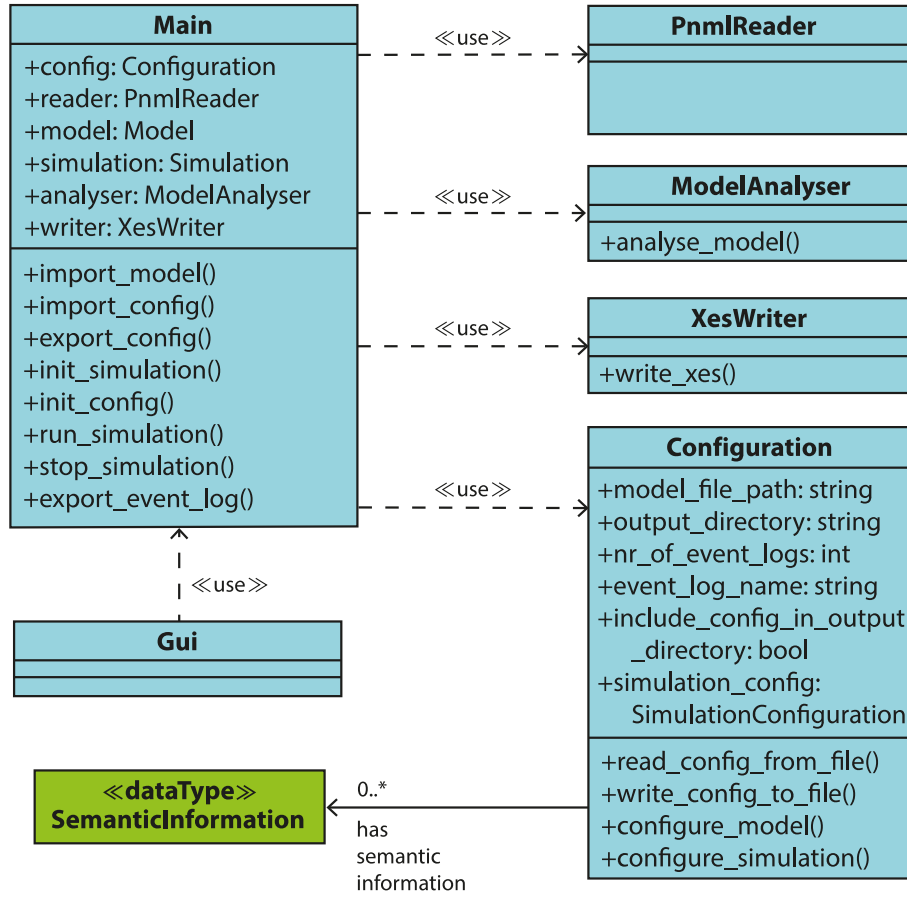 Main
+config: Configuration
+reader: PnmlReader
+model: Model
+simulation: Simulation
+analyser: ModelAnalyser
+writer: XesWriter
+import_model()
+import_config()
+export_config()
+init_simulation()
+init_config()
+run_simulation()
+stop_simulation()
+export_event_log()
≪use≫
PnmlReader
≪use≫
ModelAnalyser
+analyse_model()
≪use≫
XesWriter
+write_xes()
≪use≫
Configuration
+model_file_path: string
+output_directory: string
+nr_of_event_logs: int
+event_log_name: string
+include_config_in_output
_directory: bool
+simulation_config:
SimulationConfiguration
+read_config_from_file()
+write_config_to_file()
+configure_model()
+configure_simulation()
≪use≫
Gui
≪dataType≫
SemanticInformation
0..*
has
semantic
information